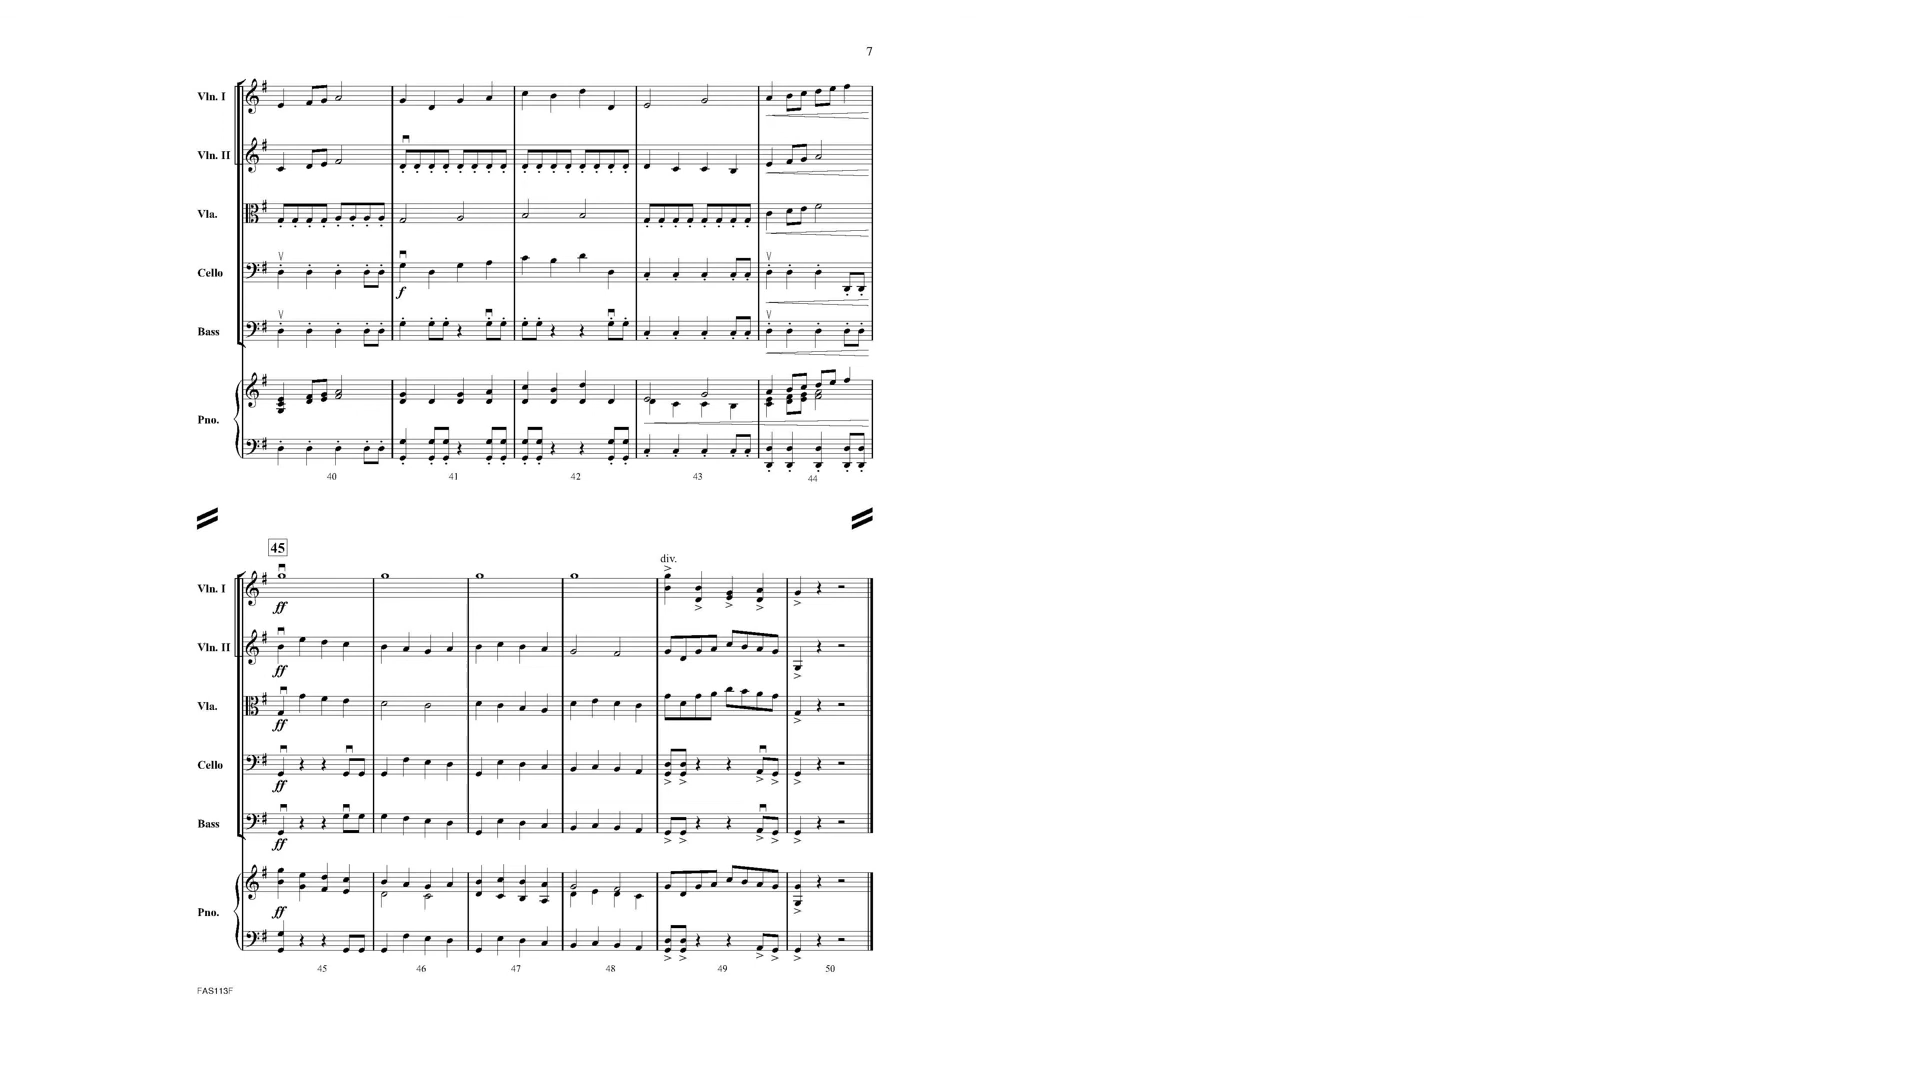 7
Vln. I
Vln. II
Vla.
Cello
f
Bass
Pno.
40 41 42 43 44
45
div.
Vln. I
ff
Vln. II
ff
Vla.
ff
Cello
ff
Bass
ff
Pno.
ff
45 46 47 48 49 50
FAS113F